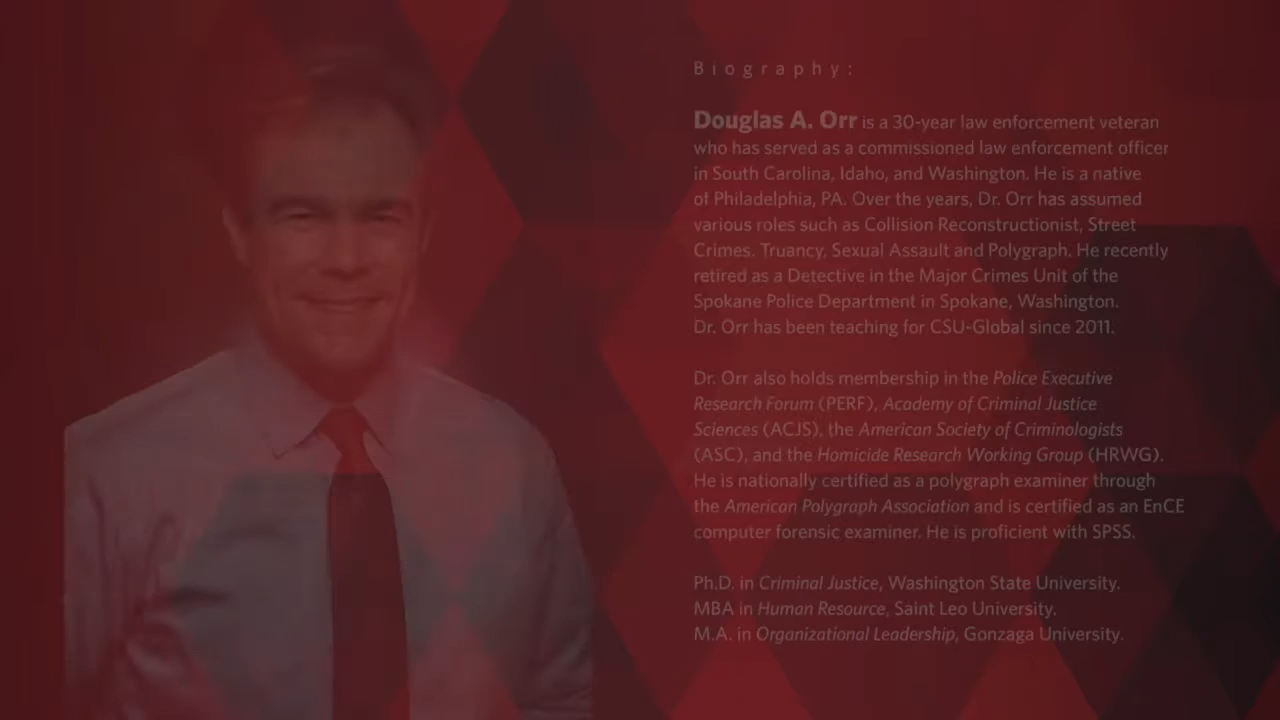 Biography:
Douglas A. Orr is a 30-year law enforcement veteran
who has served as a commissioned law enforcement officer
in South Carolina, Idaho, and Washington. He is a native
of Philadelphia, PA. Over the years, Dr. Orr has assumed
various roles such as Collision Reconstructionist, Street
Crimes. Truancy, Sexual Assault and Polygraph. He recently
retired as a Detective in the Major Crimes Unit of the
Spokane Police Department in Spokane, Washington.
Dr. Orr has been teaching for CSU-Global since 2011.
Dr. Orr also holds membership in the Police Executive
Research Forum (PERF), Academy of Criminal Justice
Sciences (ACJS), the American Society of Criminologists
(ASC), and the Homicide Research Working Group (HRWG).
He is nationally certified as a polygraph examiner through
the American Polygraph Association and is certified as an EnCE
computer forensic examiner. He is proficient with SPSS.
Ph.D. in Criminal Justice, Washington State University.
MBA in Human Resource, Saint Leo University.
M.A. in Organizational Leadership, Gonzaga University.